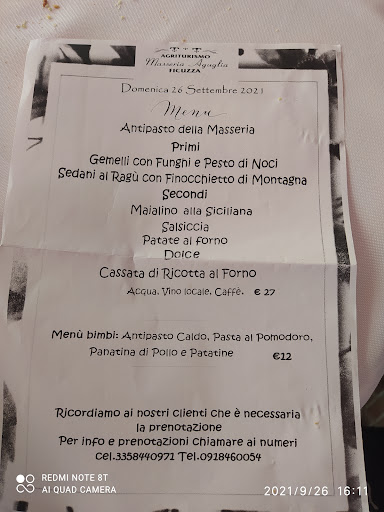 AGRITURISMO
Masseria Aguglia
FICUZZA
Domenica 26 Settembre 2021
Menu
Antipasto della Masseria
Primi
Gemelli con Funghi e Pesto di Noci
Sedani al Ragù con Finocchietto di Montagna
Secondi
Maialino alla Siciliana
Salsiccia
Patate al forno
Dolce
Cassata di Ricotta al Forno
Acqua, Vino locale, Caffè. € 27
Menù bimbi: Antipasto Caldo, Pasta al Pomodoro,
Panatina di Pollo e Patatine €12
Ricordiamo ai nostri clienti che è necessaria
la prenotazione
Per info e prenotazioni chiamare ai numeri
cel.3358440971 Tel.0918460054
REDMI NOTE 8T
AI QUAD CAMERA
2021/9/26 16:11